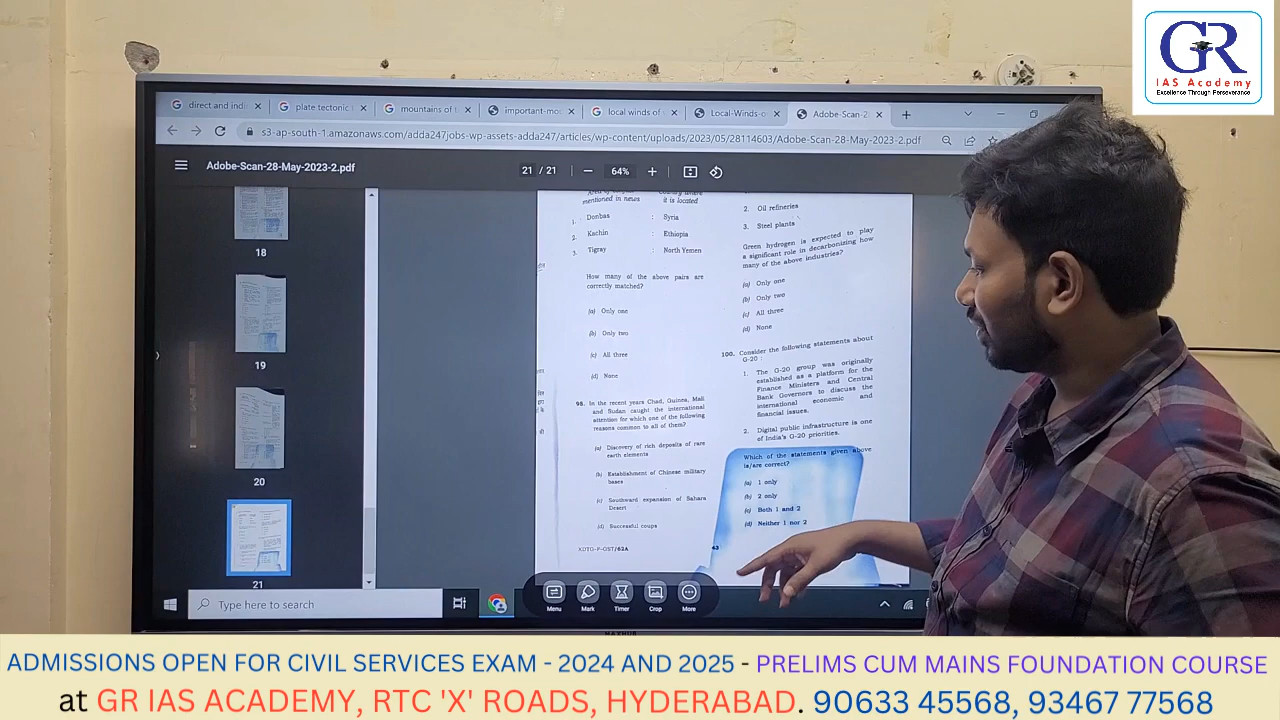 GR
IAS Academy
Excellence Through Perseverance
direct and indi
plate tectonic t
mountains of t
important-mo
local winds of
Local-Winds-o
Adobe-Scan-2
s3-ap-south-1.amazonaws.com/adda247jobs-wp-assets-adda247/articles/wp-content/uploads/2023/05/28114603/Adobe-Scan-28-May-2023-2.pdf
Adobe-Scan-28-May-2023-2.pdf
21 / 21
64%
18
19
20
21
mentioned in news it is located
1. Donbas : Syria
2. Kachin : Ethiopia
3. Tigray : North Yemen
How many of the above pairs are
correctly matched?
(a) Only one
(b) Only two
(c) All three
(d) None
98. In the recent years Chad, Guinea, Mali
and Sudan caught the international
attention for which one of the following
reasons common to all of them?
(a) Discovery of rich deposits of rare
earth elements
(b) Establishment of Chinese military
bases
(c) Southward expansion of Sahara
Desert
(d) Successful coups
XDTG-F-GST/62A
2. Oil refineries
3. Steel plants
Green hydrogen is expected to play
a significant role in decarbonizing how
many of the above industries?
(a) Only one
(b) Only two
(c) All three
(d) None
100. Consider the following statements about
G-20 :
1. The G-20 group was originally
established as a platform for the
Finance Ministers and Central
Bank Governors to discuss the
international economic and
financial issues.
2. Digital public infrastructure is one
of India's G-20 priorities.
Which of the statements given above
is/are correct?
(a) 1 only
(b) 2 only
(c) Both 1 and 2
(d) Neither 1 nor 2
63
Menu
Mark
Timer
Crop
More
Type here to search
ADMISSIONS OPEN FOR CIVIL SERVICES EXAM - 2024 AND 2025 - PRELIMS CUM MAINS FOUNDATION COURSE
at GR IAS ACADEMY, RTC 'X' ROADS, HYDERABAD. 90633 45568, 93467 77568